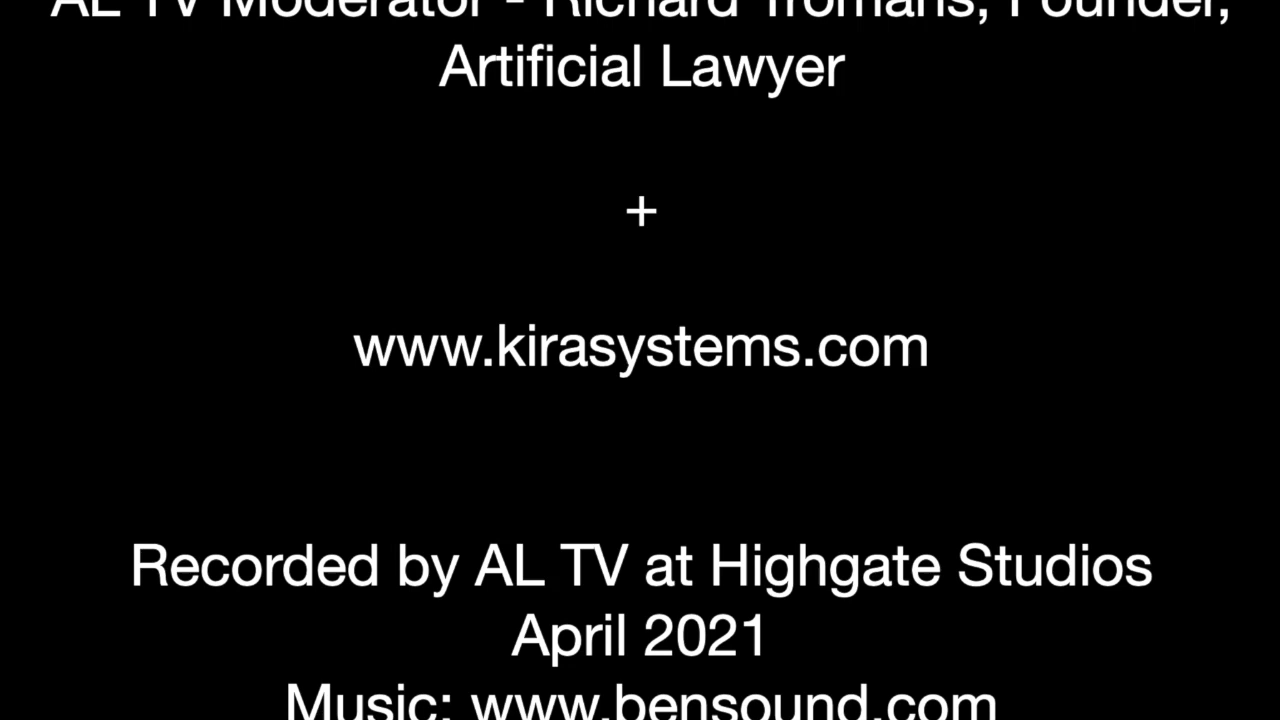 AL TV Moderator - Richard Tromans, Founder,
Artificial Lawyer
+
www.kirasystems.com
Recorded by AL TV at Highgate Studios
April 2021
Music: www.bensound.com